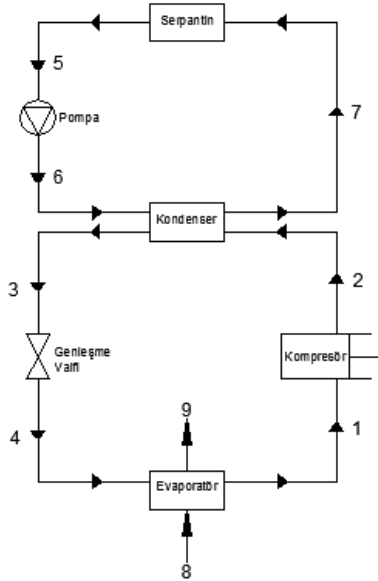 Serpantin
5
Pompa
7
6
Kondenser
3
2
Genleşme
Valfi
Kompresör
9
4
1
Evaporatör
8